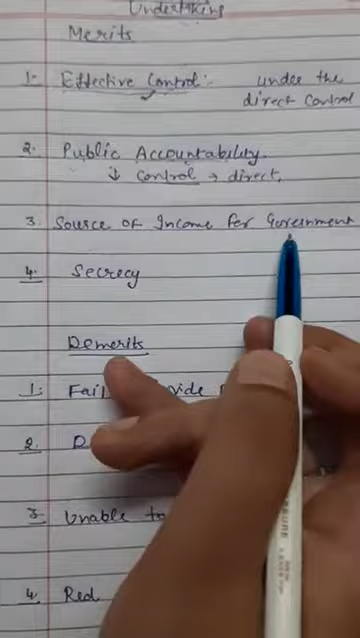 Undertaking
Merits
1. Effective Control:- under the
direct control
2. Public Accountability.
↓ control → direct,
3 Source of Income for Government
4. Secrecy
Demerits
1.
2. D
3. Unable to
4. Red